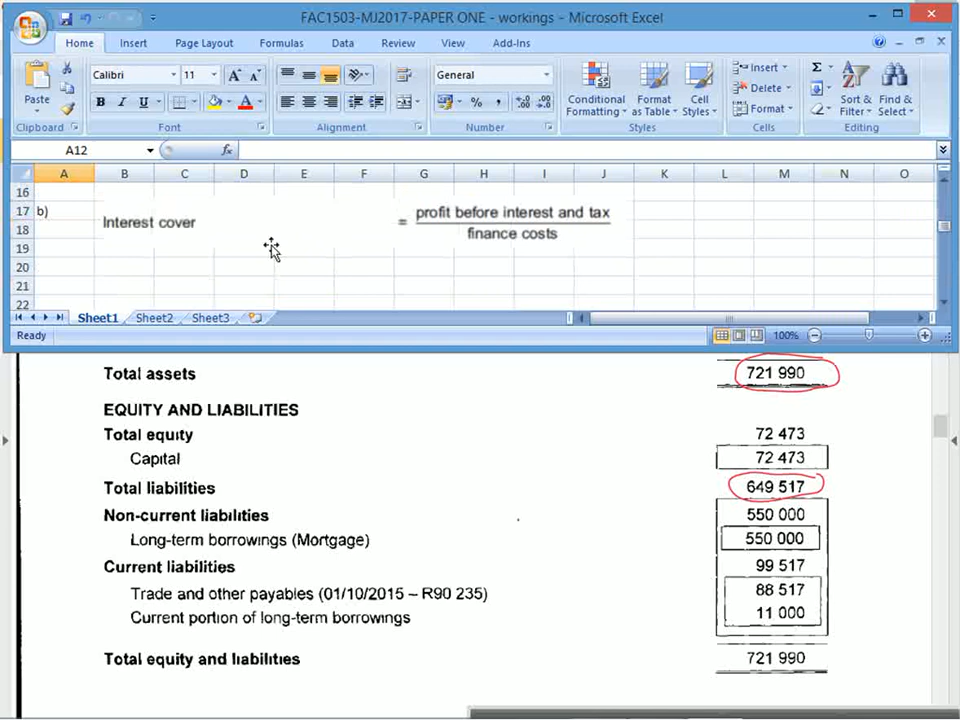 FAC1503-MJ2017-PAPER ONE - workings - Microsoft Excel
Home Insert Page Layout Formulas Data Review View Add-Ins
Paste
Calibri 11 A A
B I U A
General
% ,
Conditional Formatting
Format as Table
Cell Styles
Insert
Delete
Format
Σ
Sort & Filter
Find & Select
Clipboard Font Alignment Number Styles Cells Editing
A12 fx
A B C D E F G H I J K L M N O
16
17 b)
18
19
20
21
22
Interest cover = profit before interest and tax
finance costs
Sheet1 Sheet2 Sheet3
Ready 100%
Total assets 721 990
EQUITY AND LIABILITIES
Total equity 72 473
Capital 72 473
Total liabilities 649 517
Non-current liabilities 550 000
Long-term borrowings (Mortgage) 550 000
Current liabilities 99 517
Trade and other payables (01/10/2015 – R90 235) 88 517
Current portion of long-term borrowings 11 000
Total equity and liabilities 721 990